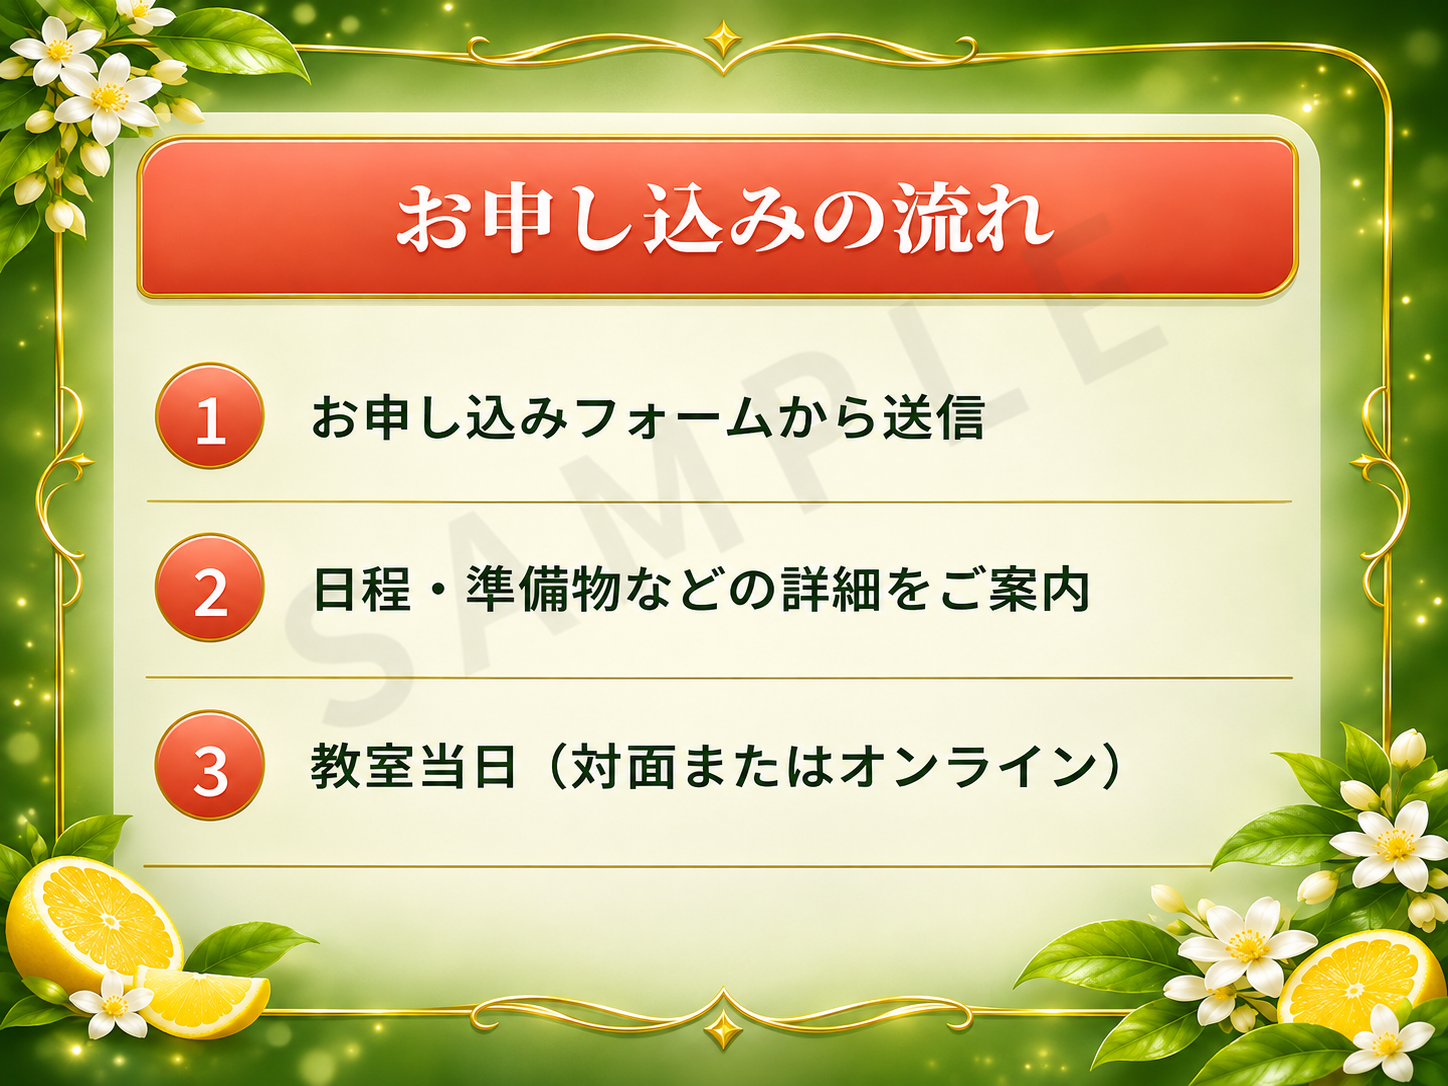 お申し込みの流れ
1 お申し込みフォームから送信
2 日程・準備物などの詳細をご案内
3 教室当日（対面またはオンライン）
SAMPLE